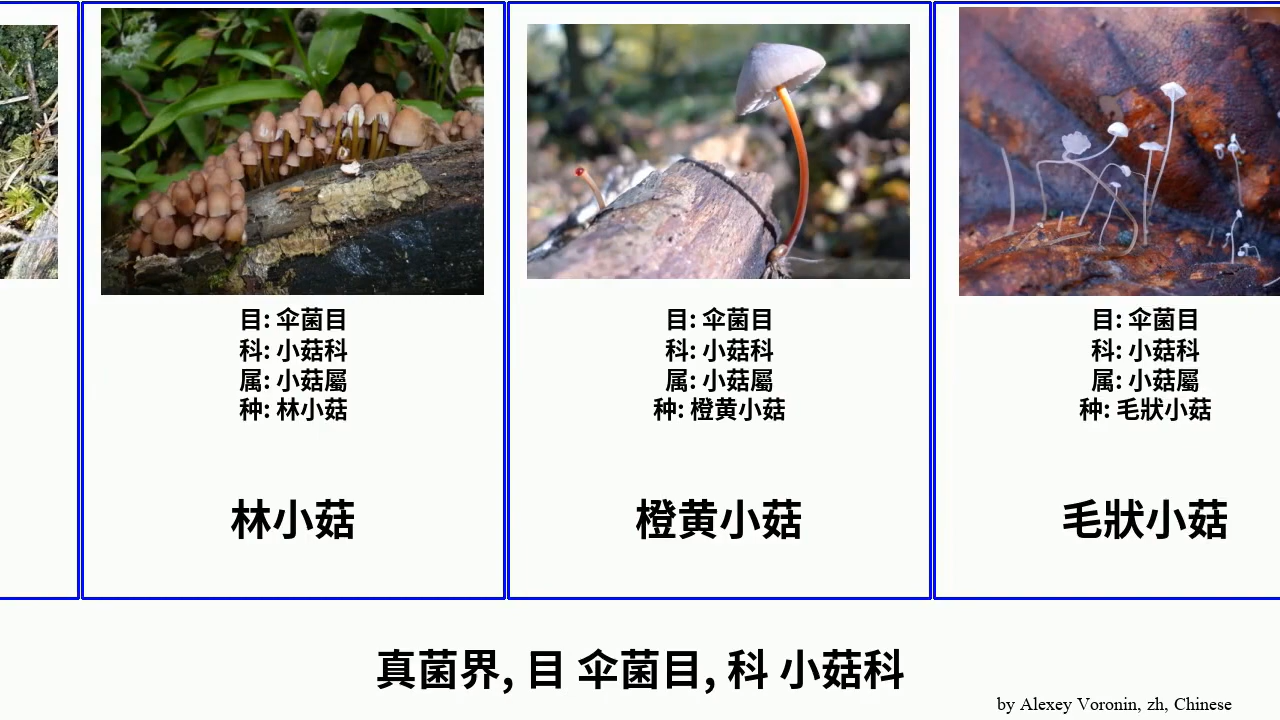 目: 伞菌目
科: 小菇科
属: 小菇屬
种: 林小菇
林小菇
目: 伞菌目
科: 小菇科
属: 小菇屬
种: 橙黄小菇
橙黄小菇
目: 伞菌目
科: 小菇科
属: 小菇屬
种: 毛狀小菇
毛狀小菇
真菌界, 目 伞菌目, 科 小菇科
by Alexey Voronin, zh, Chinese